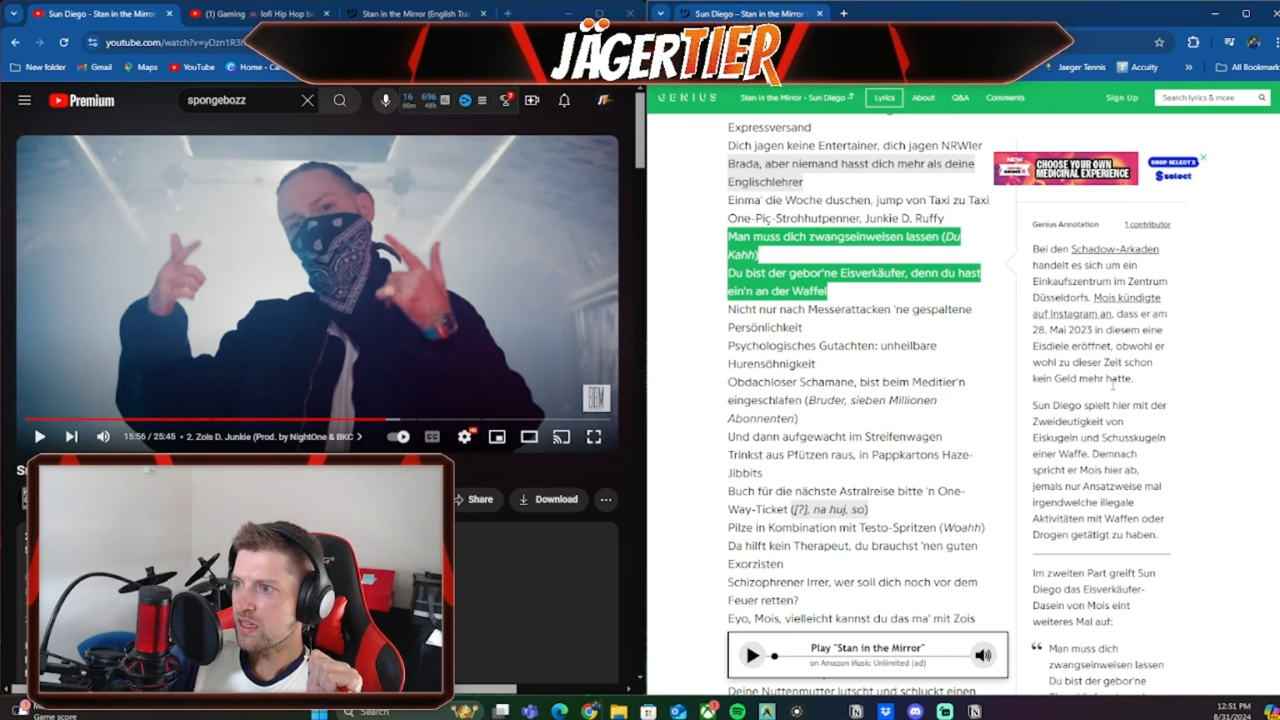 Sun Diego - Stan in the Mirror
(1) Gaming
lofi Hip Hop be
Stan in the Mirror (English Tra
Sun Diego – Stan in the Mirror
youtube.com/watch?v=yDzn1R3
New folder
Gmail
Maps
YouTube
Home - Ca
JÄGERTIER
Jaeger Tennis
Accuity
All Bookmark
Premium
spongebozz
16
60m
696
48h
GENIUS
Stan in the Mirror - Sun Diego
Lyrics
About
Q&A
Comments
Sign Up
Search lyrics & more
Expressversand
Dich jagen keine Entertainer, dich jagen NRWler
Brada, aber niemand hasst dich mehr als deine
Englischlehrer
Einma' die Woche duschen, jump von Taxi zu Taxi
One-Piç-Strohhutpenner, Junkie D. Ruffy
Man muss dich zwangseinweisen lassen (Du
Kahh)
Du bist der gebor'ne Eisverkäufer, denn du hast
ein'n an der Waffel
Nicht nur nach Messerattacken 'ne gespaltene
Persönlichkeit
Psychologisches Gutachten: unheilbare
Hurensöhnigkeit
Obdachloser Schamane, bist beim Meditier'n
eingeschlafen (Bruder, sieben Millionen
Abonnenten)
Und dann aufgewacht im Streifenwagen
Trinkst aus Pfützen raus, in Pappkartons Haze-
Jibbits
Buch für die nächste Astralreise bitte 'n One-
Way-Ticket ([?], na huj, so)
Pilze in Kombination mit Testo-Spritzen (Woahh)
Da hilft kein Therapeut, du brauchst 'nen guten
Exorzisten
Schizophrener Irrer, wer soll dich noch vor dem
Feuer retten?
Eyo, Mois, vielleicht kannst du das ma' mit Zois
Play "Stan in the Mirror"
on Amazon Music Unlimited (ad)
Deine Nuttenmutter lutscht und schluckt einen
NEW
CHOOSE YOUR OWN
MEDICINAL EXPERIENCE
SHOP SELECT
$select
Genius Annotation
1 contributor
Bei den Schadow-Arkaden
handelt es sich um ein
Einkaufszentrum im Zentrum
Düsseldorfs. Mois kündigte
auf Instagram an, dass er am
28. Mai 2023 in diesem eine
Eisdiele eröffnet, obwohl er
wohl zu dieser Zeit schon
kein Geld mehr hatte.
Sun Diego spielt hier mit der
Zweideutigkeit von
Eiskugeln und Schusskugeln
einer Waffe. Demnach
spricht er Mois hier ab,
jemals nur Ansatzweise mal
irgendwelche illegale
Aktivitäten mit Waffen oder
Drogen getätigt zu haben.
Im zweiten Part greift Sun
Diego das Eisverkäufer-
Dasein von Mois eint
weiteres Mal auf:
Man muss dich
zwangseinweisen lassen
Du bist der gebor'ne
BBM
15:56 / 25:45 • 2. Zois D. Junkie (Prod. by NightOne & BKC
CC
HD
Share
Download
Game score
Search
12:51 PM
8/31/2024